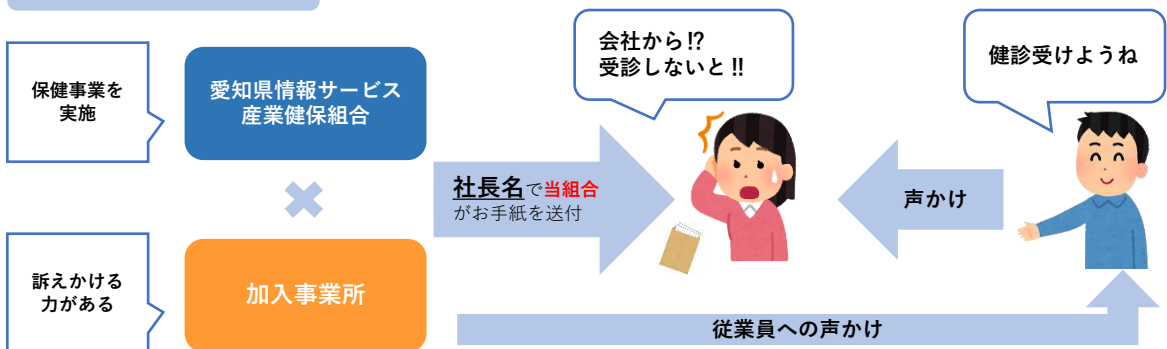 保健事業を
実施
愛知県情報サービス
産業健保組合
訴えかける
力がある
加入事業所
社長名で当組合
がお手紙を送付
会社から⁉
受診しないと‼
声かけ
健診受けようね
従業員への声かけ